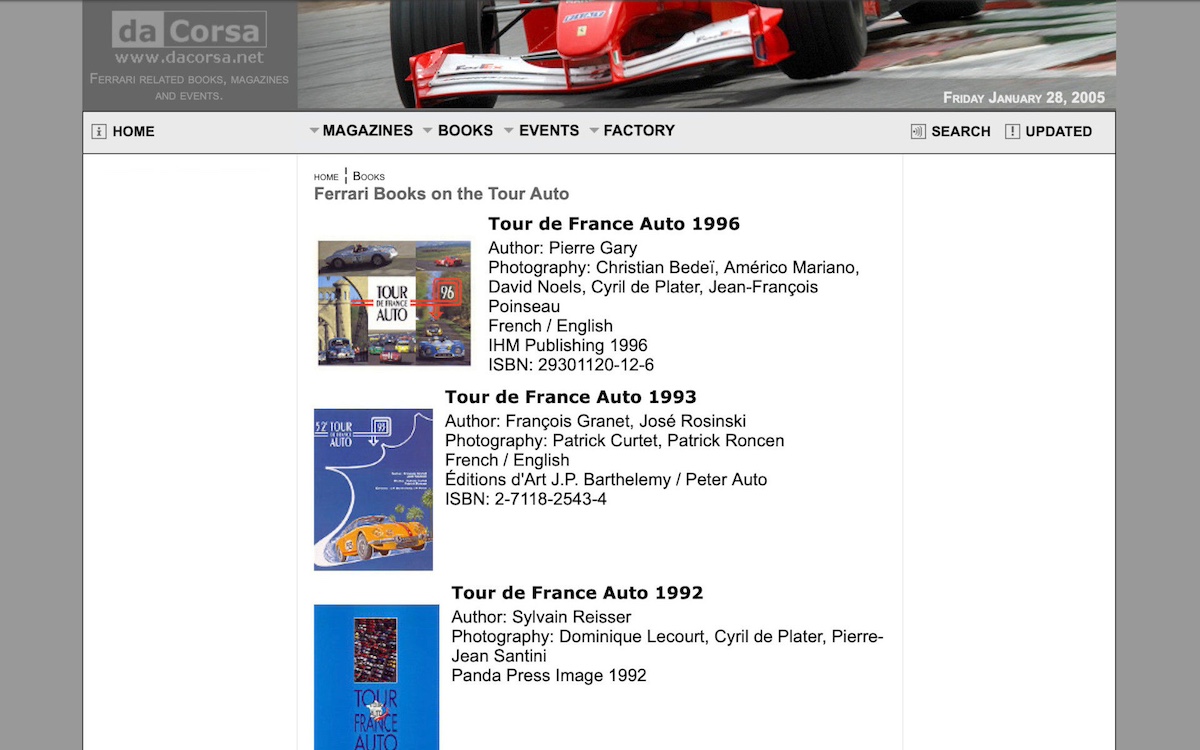 da Corsa
www.dacorsa.net
Ferrari related books, magazines
and events.
Friday January 28, 2005
HOME
MAGAZINES
BOOKS
EVENTS
FACTORY
SEARCH
UPDATED
home ¦ Books
Ferrari Books on the Tour Auto
Tour de France Auto 1996
TOUR
DE FRANCE
AUTO
96
Author: Pierre Gary
Photography: Christian Bedeï, Américo Mariano,
David Noels, Cyril de Plater, Jean-François
Poinseau
French / English
IHM Publishing 1996
ISBN: 29301120-12-6
Tour de France Auto 1993
52e TOUR
DE FRANCE
AUTO
93
Author: François Granet, José Rosinski
Photography: Patrick Curtet, Patrick Roncen
French / English
Éditions d'Art J.P. Barthelemy / Peter Auto
ISBN: 2-7118-2543-4
Tour de France Auto 1992
TOUR
FRANCE
AUTO
Author: Sylvain Reisser
Photography: Dominique Lecourt, Cyril de Plater, Pierre-
Jean Santini
Panda Press Image 1992